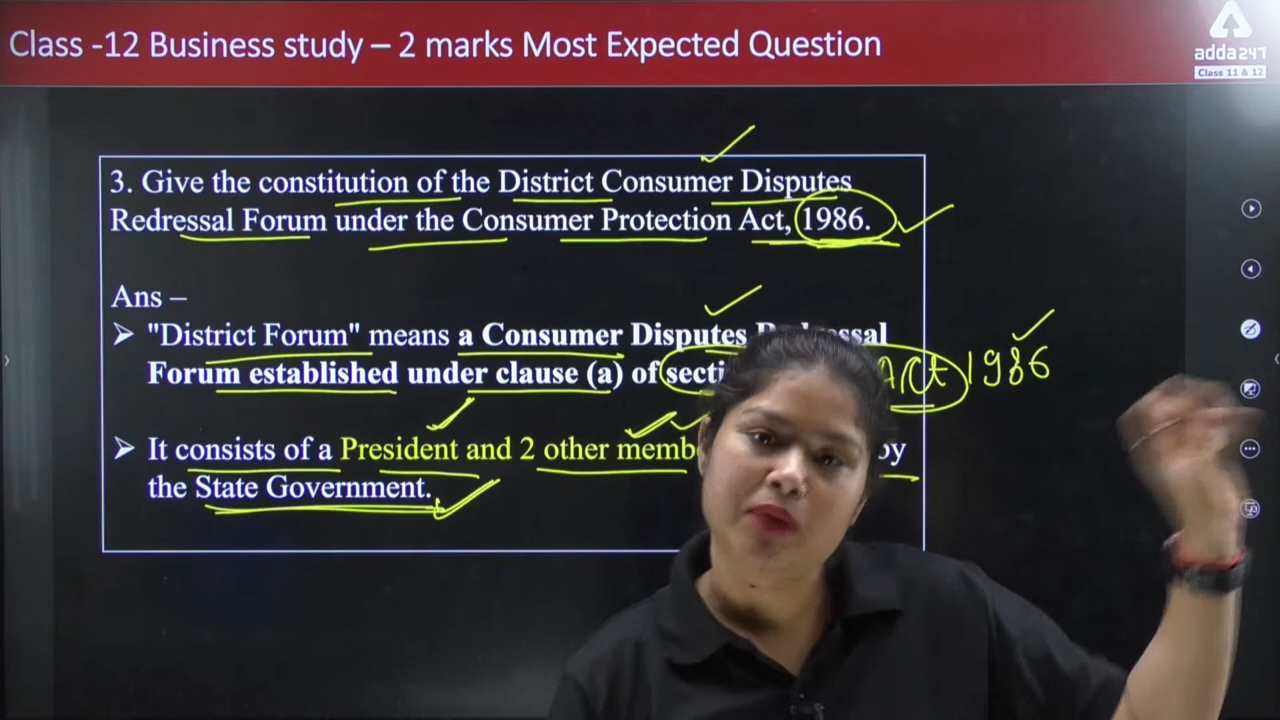 Class -12 Business study – 2 marks Most Expected Question
adda247
Class 11 & 12
3. Give the constitution of the District Consumer Disputes
Redressal Forum under the Consumer Protection Act, 1986.
Ans –
➤ "District Forum" means a Consumer Disputes
Forum established under clause (a) of Act 1986
➤ It consists of a President and 2 other by
the State Government.